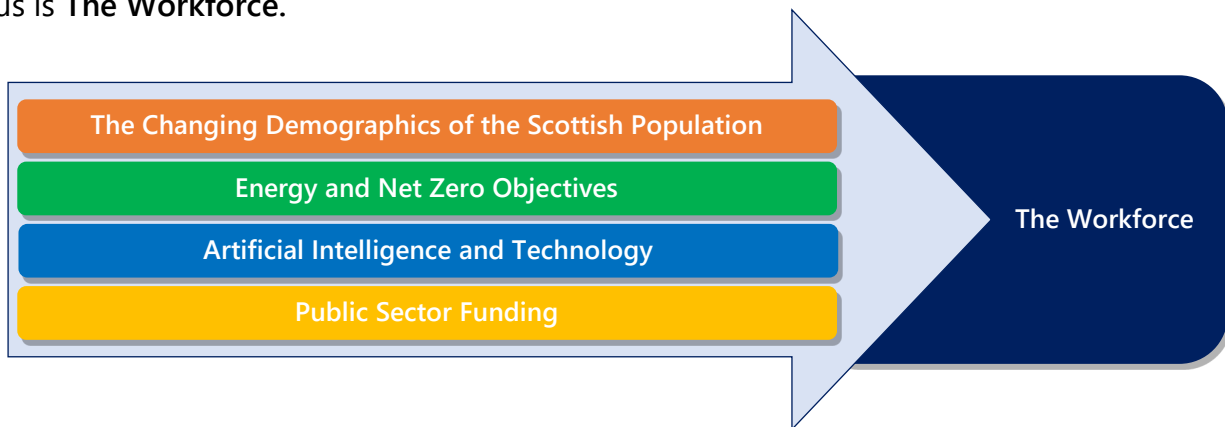 us is The Workforce.
The Changing Demographics of the Scottish Population
Energy and Net Zero Objectives
Artificial Intelligence and Technology
Public Sector Funding
The Workforce